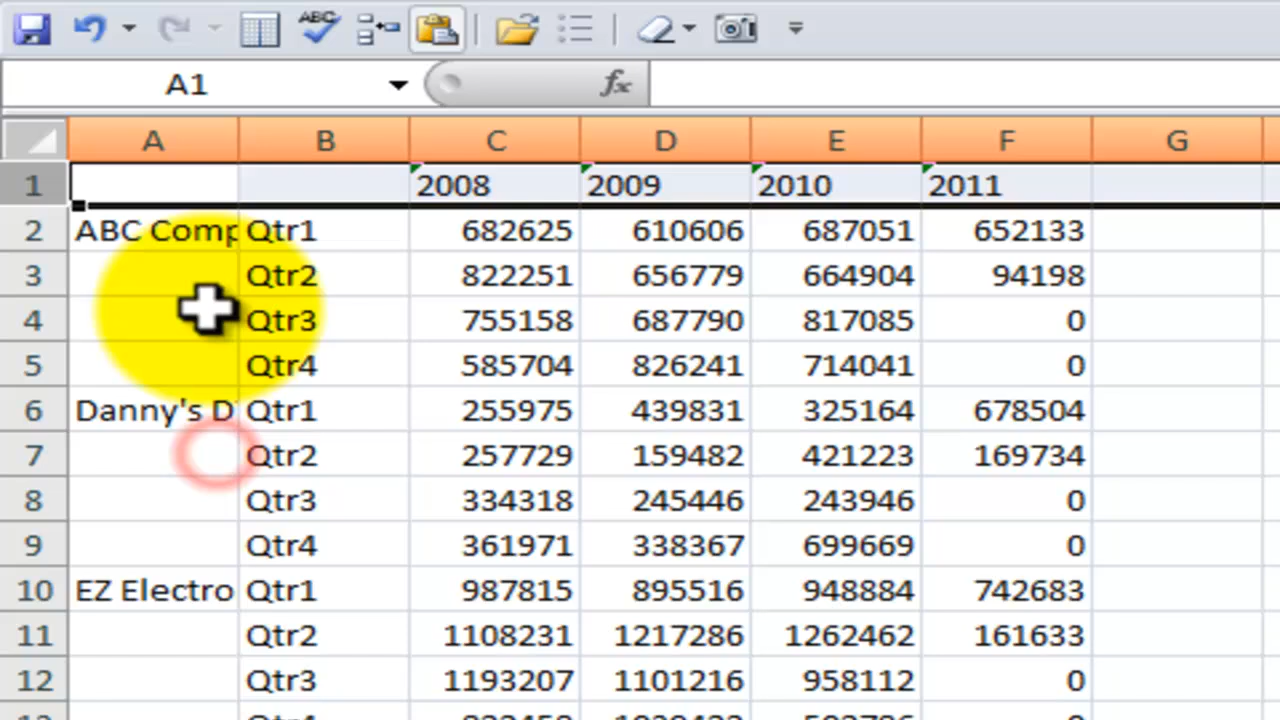 ABC
A1 fx
A B C D E F G
1 2008 2009 2010 2011
2 ABC Comp Qtr1 682625 610606 687051 652133
3 Qtr2 822251 656779 664904 94198
4 Qtr3 755158 687790 817085 0
5 Qtr4 585704 826241 714041 0
6 Danny's D Qtr1 255975 439831 325164 678504
7 Qtr2 257729 159482 421223 169734
8 Qtr3 334318 245446 243946 0
9 Qtr4 361971 338367 699669 0
10 EZ Electro Qtr1 987815 895516 948884 742683
11 Qtr2 1108231 1217286 1262462 161633
12 Qtr3 1193207 1101216 958112 0